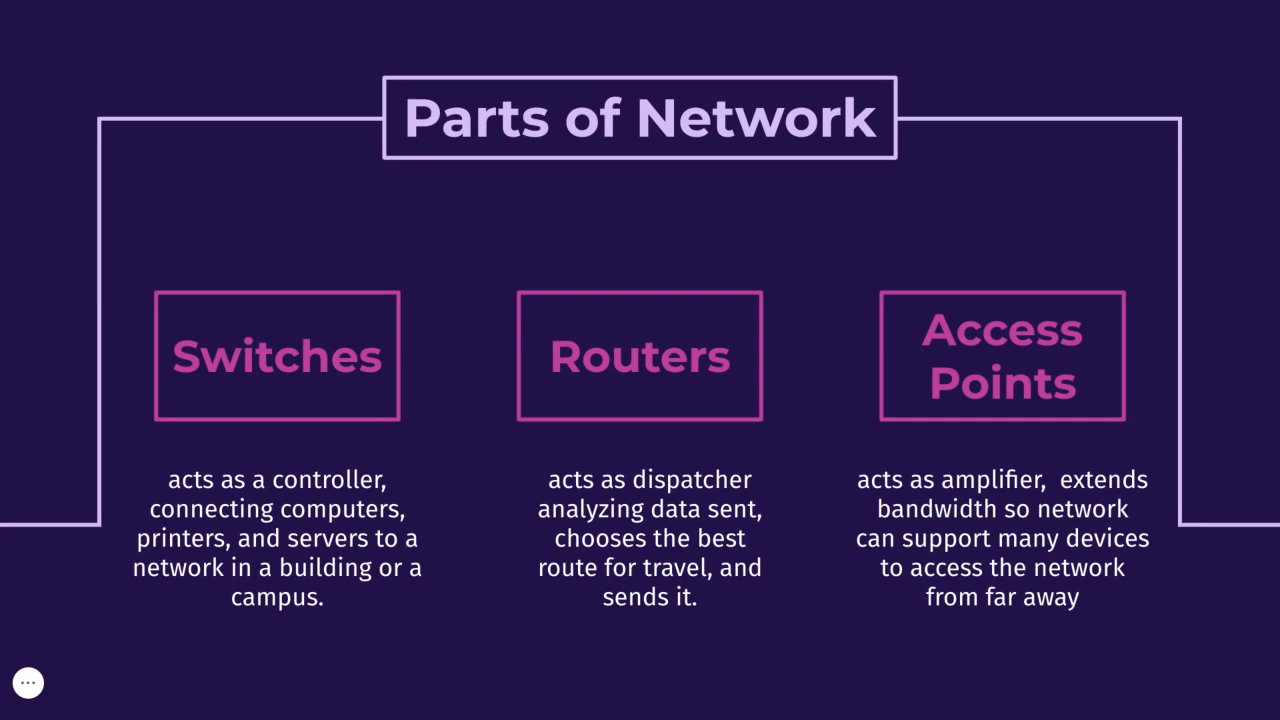 Parts of Network
Switches
acts as a controller,
connecting computers,
printers, and servers to a
network in a building or a
campus.
Routers
acts as dispatcher
analyzing data sent,
chooses the best
route for travel, and
sends it.
Access
Points
acts as amplifier,  extends
bandwidth so network
can support many devices
to access the network
from far away